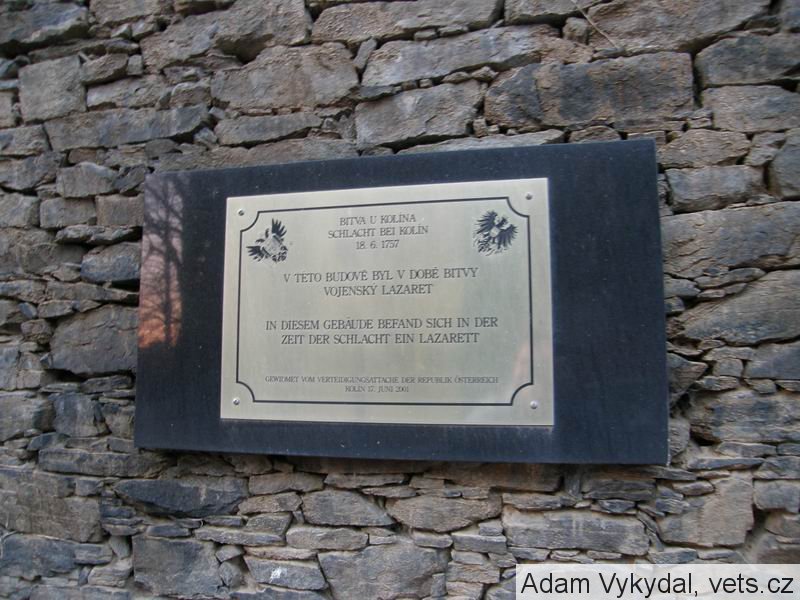 BITVA U KOLÍNA
SCHLACHT BEI KOLÍN
18. 6. 1757
V TÉTO BUDOVĚ BYL V DOBĚ BITVY
VOJENSKÝ LAZARET
IN DIESEM GEBÄUDE BEFAND SICH IN DER
ZEIT DER SCHLACHT EIN LAZARETT
GEWIDMET VOM VERTEIDIGUNGSATTACHE DER REPUBLIK ÖSTERREICH
KOLÍN 17. JUNI 2001
Adam Vykydal, vets.cz